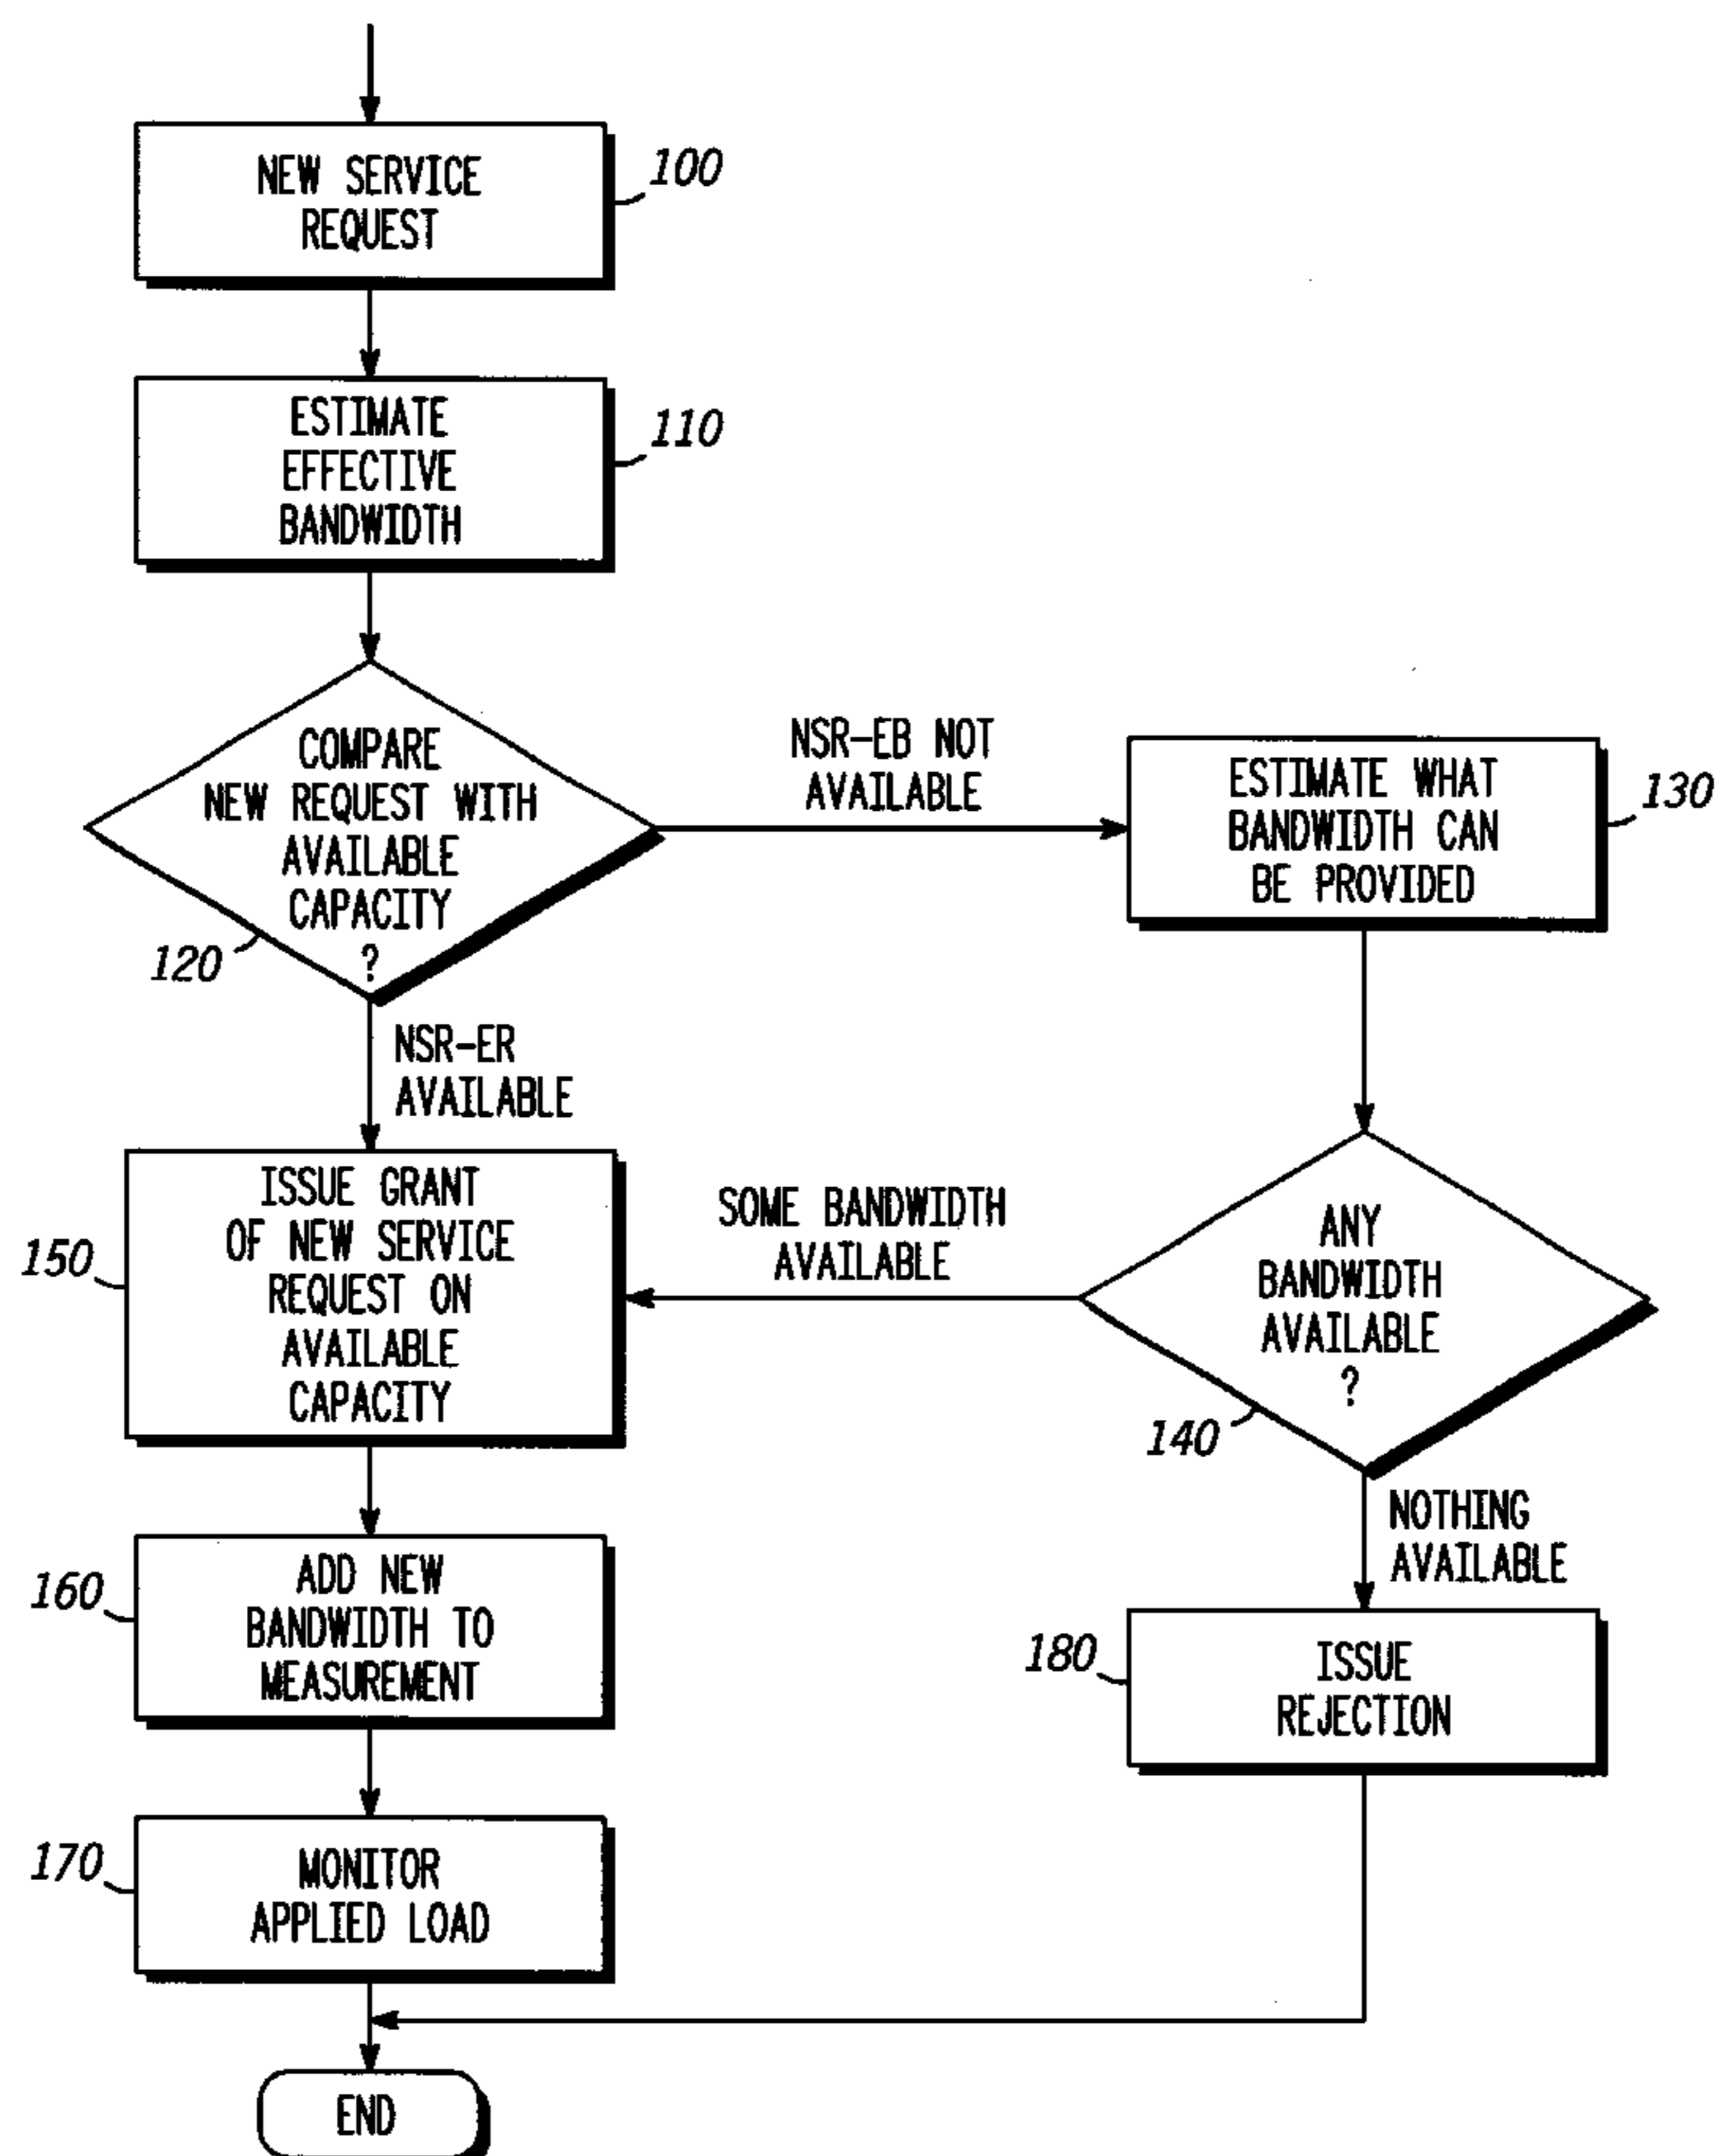 NEW SERVICE
REQUEST
100
ESTIMATE
EFFECTIVE
BANDWIDTH
110
COMPARE
NEW REQUEST WITH
AVAILABLE
CAPACITY
?
120
NSR-EB NOT
AVAILABLE
ESTIMATE WHAT
BANDWIDTH CAN
BE PROVIDED
130
NSR-ER
AVAILABLE
ISSUE GRANT
OF NEW SERVICE
REQUEST ON
AVAILABLE
CAPACITY
150
SOME BANDWIDTH
AVAILABLE
ANY
BANDWIDTH
AVAILABLE
?
140
NOTHING
AVAILABLE
160
ADD NEW
BANDWIDTH TO
MEASUREMENT
180
ISSUE
REJECTION
170
MONITOR
APPLIED LOAD
END